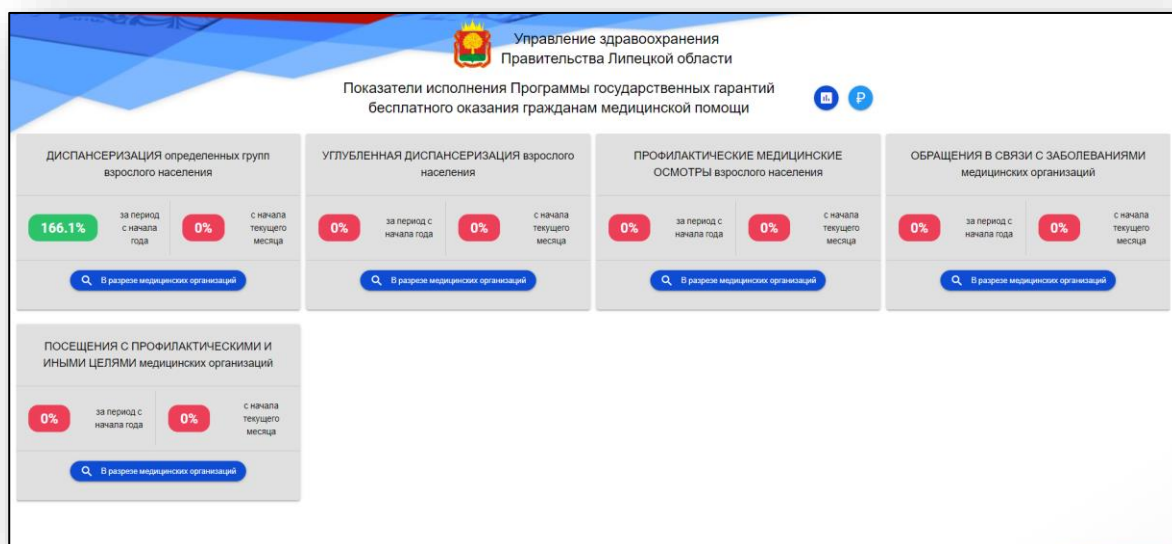 Управление здравоохранения
Правительства Липецкой области
Показатели исполнения Программы государственных гарантий
бесплатного оказания гражданам медицинской помощи
₽
ДИСПАНСЕРИЗАЦИЯ определенных групп
взрослого населения
166.1%
за период
с начала
года
0%
с начала
текущего
месяца
В разрезе медицинских организаций
УГЛУБЛЕННАЯ ДИСПАНСЕРИЗАЦИЯ взрослого
населения
0%
за период с
начала года
0%
с начала
текущего
месяца
В разрезе медицинских организаций
ПРОФИЛАКТИЧЕСКИЕ МЕДИЦИНСКИЕ
ОСМОТРЫ взрослого населения
0%
за период с
начала года
0%
с начала
текущего
месяца
В разрезе медицинских организаций
ОБРАЩЕНИЯ В СВЯЗИ С ЗАБОЛЕВАНИЯМИ
медицинских организаций
0%
за период с
начала года
0%
с начала
текущего
месяца
В разрезе медицинских организаций
ПОСЕЩЕНИЯ С ПРОФИЛАКТИЧЕСКИМИ И
ИНЫМИ ЦЕЛЯМИ медицинских организаций
0%
за период с
начала года
0%
с начала
текущего
месяца
В разрезе медицинских организаций